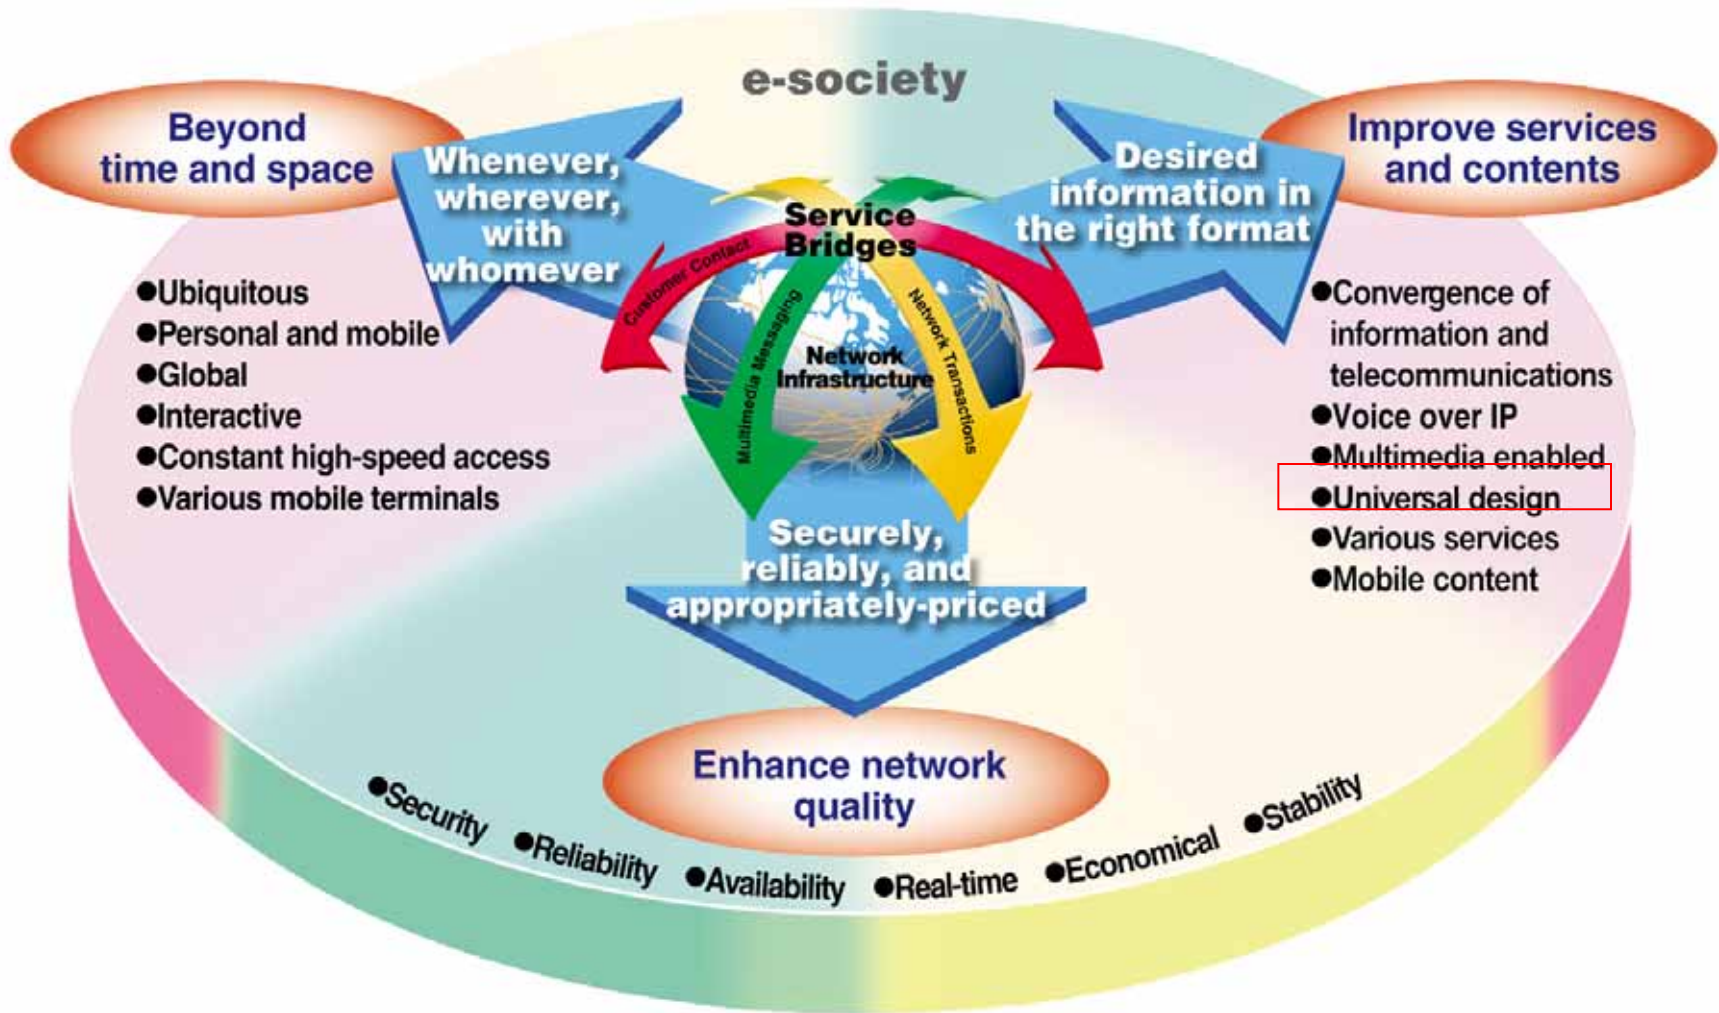 e-society
Beyond
time and space
Whenever,
wherever,
with
whomever
Desired
information in
the right format
Improve services
and contents
Service
Bridges
Customer Contact
Multimedia Messaging
Network Transactions
Network
Infrastructure
●Ubiquitous
●Personal and mobile
●Global
●Interactive
●Constant high-speed access
●Various mobile terminals
●Convergence of
information and
telecommunications
●Voice over IP
●Multimedia enabled
●Universal design
●Various services
●Mobile content
Securely,
reliably, and
appropriately-priced
Enhance network
quality
●Security
●Reliability
●Availability
●Real-time
●Economical
●Stability